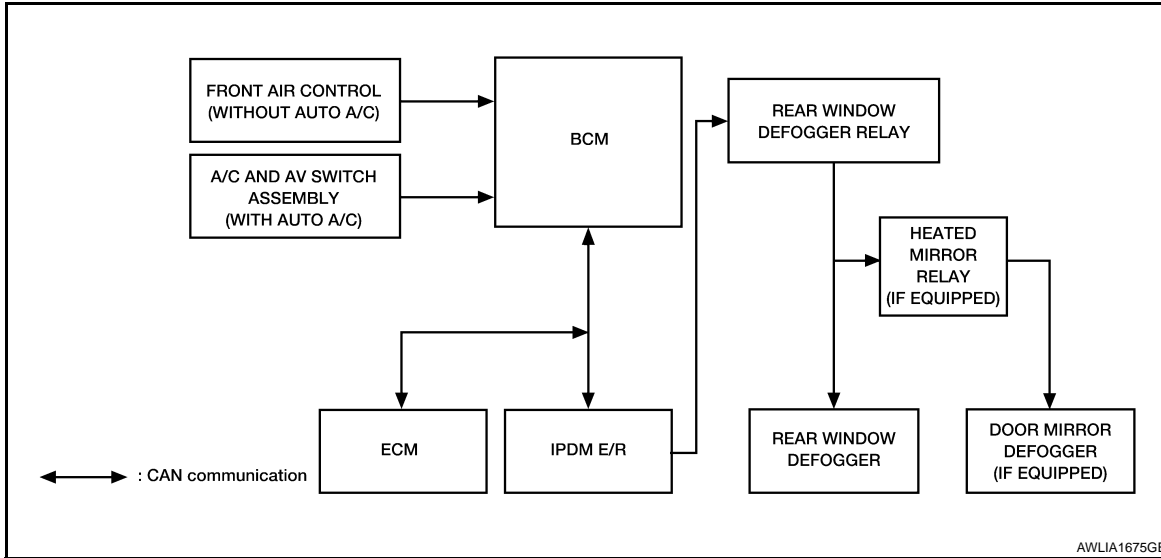 FRONT AIR CONTROL
(WITHOUT AUTO A/C)
A/C AND AV SWITCH
ASSEMBLY
(WITH AUTO A/C)
BCM
REAR WINDOW
DEFOGGER RELAY
HEATED
MIRROR
RELAY
(IF EQUIPPED)
ECM
IPDM E/R
REAR WINDOW
DEFOGGER
DOOR MIRROR
DEFOGGER
(IF EQUIPPED)
: CAN communication